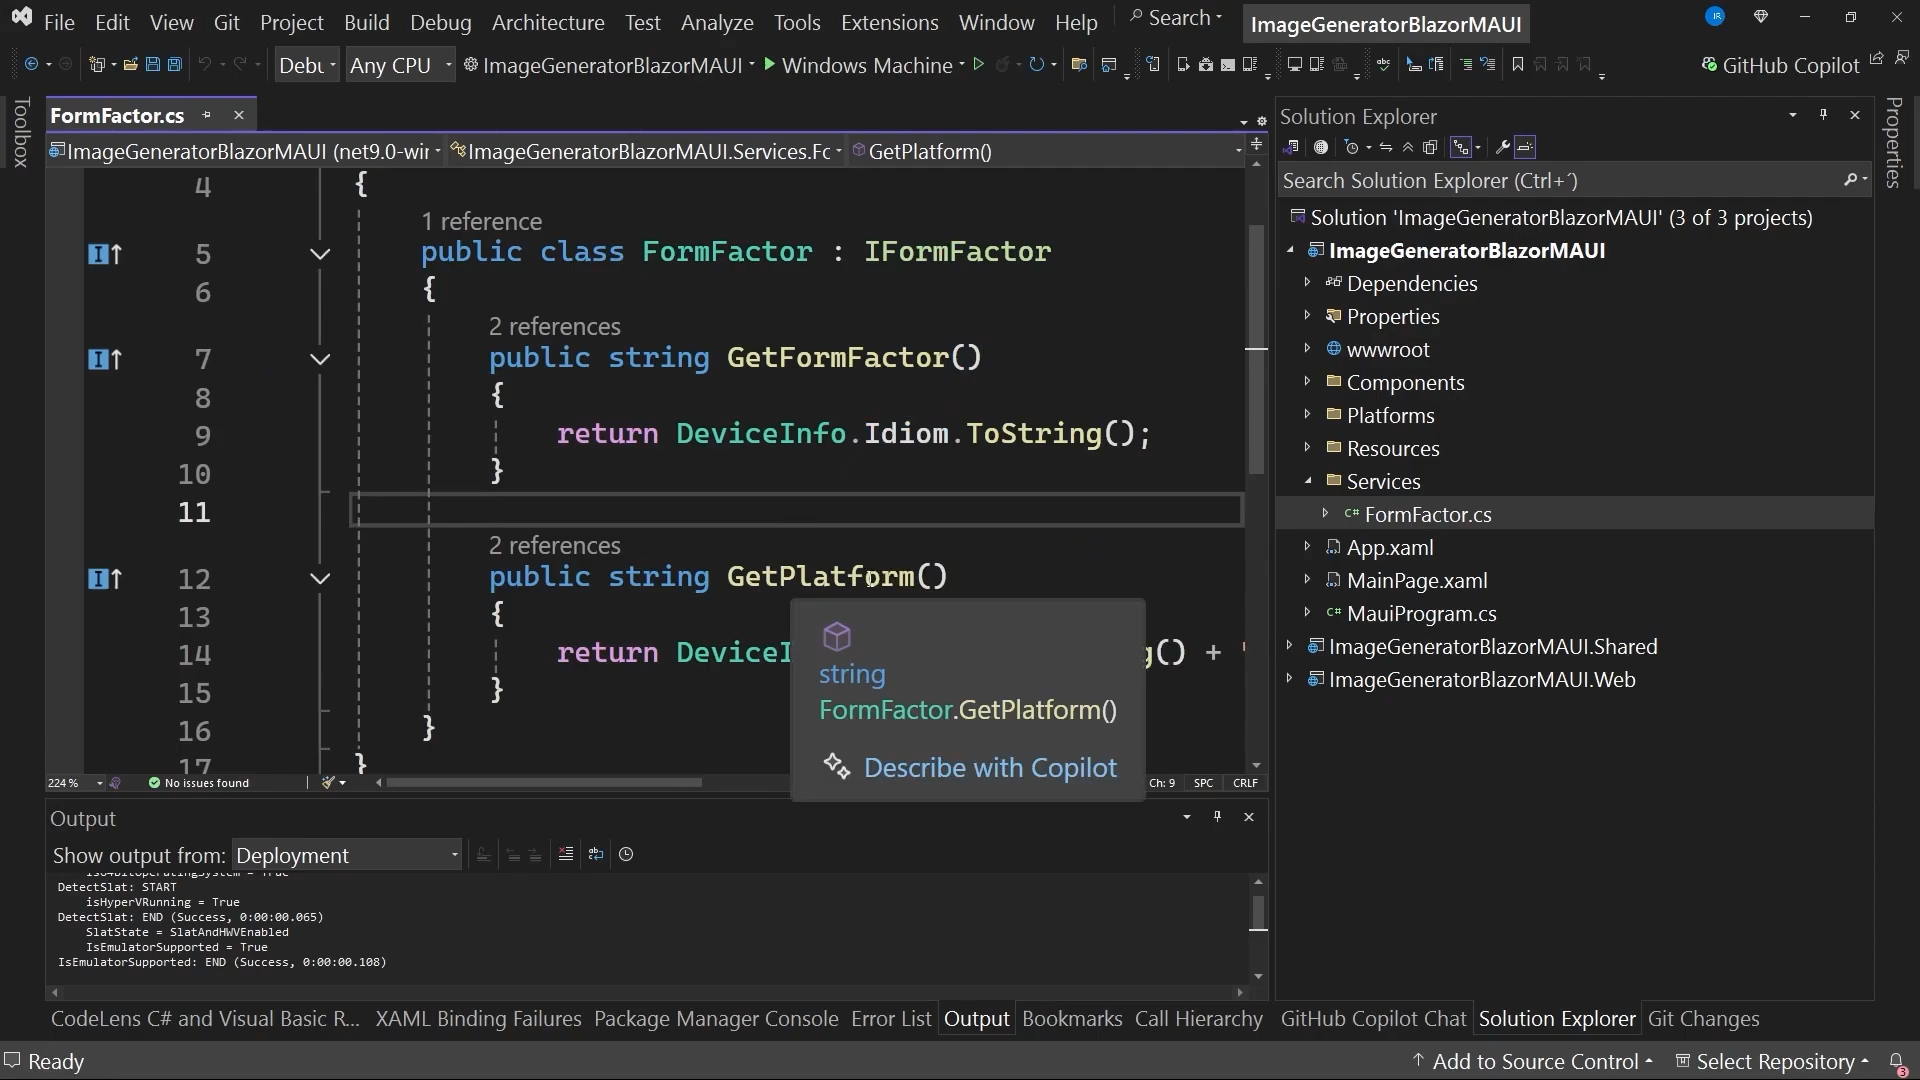 File Edit View Git Project Build Debug Architecture Test Analyze Tools Extensions Window Help Search ImageGeneratorBlazorMAUI IR
Debu Any CPU ImageGeneratorBlazorMAUI Windows Machine GitHub Copilot
Toolbox
FormFactor.cs
ImageGeneratorBlazorMAUI (net9.0-wir ImageGeneratorBlazorMAUI.Services.Fc GetPlatform()
4 {
1 reference
5 public class FormFactor : IFormFactor
6 {
2 references
7 public string GetFormFactor()
8 {
9 return DeviceInfo.Idiom.ToString();
10 }
11
2 references
12 public string GetPlatform()
13 {
14 return DeviceI g() + "
15 }
16 }
17 }
string
FormFactor.GetPlatform()
Describe with Copilot
224 % No issues found Ch: 9 SPC CRLF
Output
Show output from: Deployment
DetectSlat: START
isHyperVRunning = True
DetectSlat: END (Success, 0:00:00.065)
SlatState = SlatAndHWVEnabled
IsEmulatorSupported = True
IsEmulatorSupported: END (Success, 0:00:00.108)
Solution Explorer
Search Solution Explorer (Ctrl+´)
Solution 'ImageGeneratorBlazorMAUI' (3 of 3 projects)
ImageGeneratorBlazorMAUI
Dependencies
Properties
wwwroot
Components
Platforms
Resources
Services
C# FormFactor.cs
App.xaml
MainPage.xaml
C# MauiProgram.cs
ImageGeneratorBlazorMAUI.Shared
ImageGeneratorBlazorMAUI.Web
Properties
CodeLens C# and Visual Basic R... XAML Binding Failures Package Manager Console Error List Output Bookmarks Call Hierarchy GitHub Copilot Chat Solution Explorer Git Changes
Ready Add to Source Control Select Repository 3